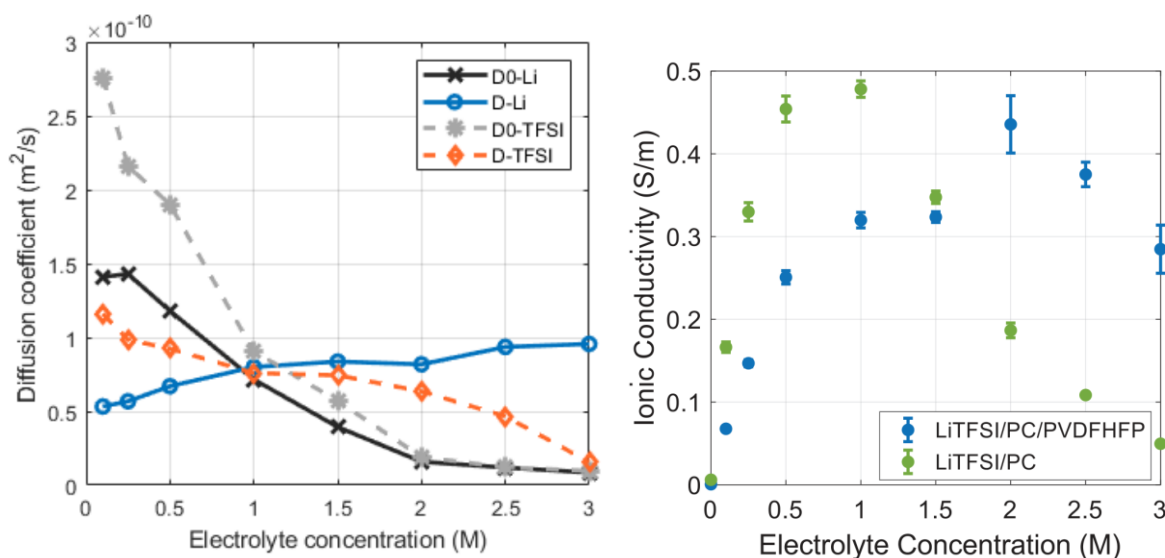 × 10⁻¹⁰
3
2.5
2
1.5
1
0.5
0
Diffusion coefficient (m²/s)
D0-Li
D-Li
D0-TFSI
D-TFSI
0 0.5 1 1.5 2 2.5 3
Electrolyte concentration (M)
0.5
0.4
0.3
0.2
0.1
0
Ionic Conductivity (S/m)
LiTFSI/PC/PVDFHFP
LiTFSI/PC
0 0.5 1 1.5 2 2.5 3
Electrolyte Concentration (M)